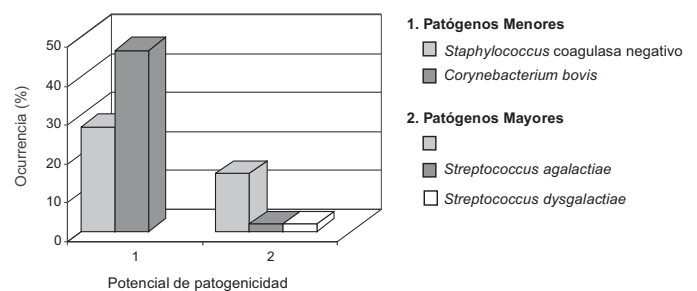 50
40
30
20
10
0
Ocurrencia (%)
1
2
Potencial de patogenicidad
1. Patógenos Menores
Staphylococcus coagulasa negativo
Corynebacterium bovis
2. Patógenos Mayores
Streptococcus agalactiae
Streptococcus dysgalactiae